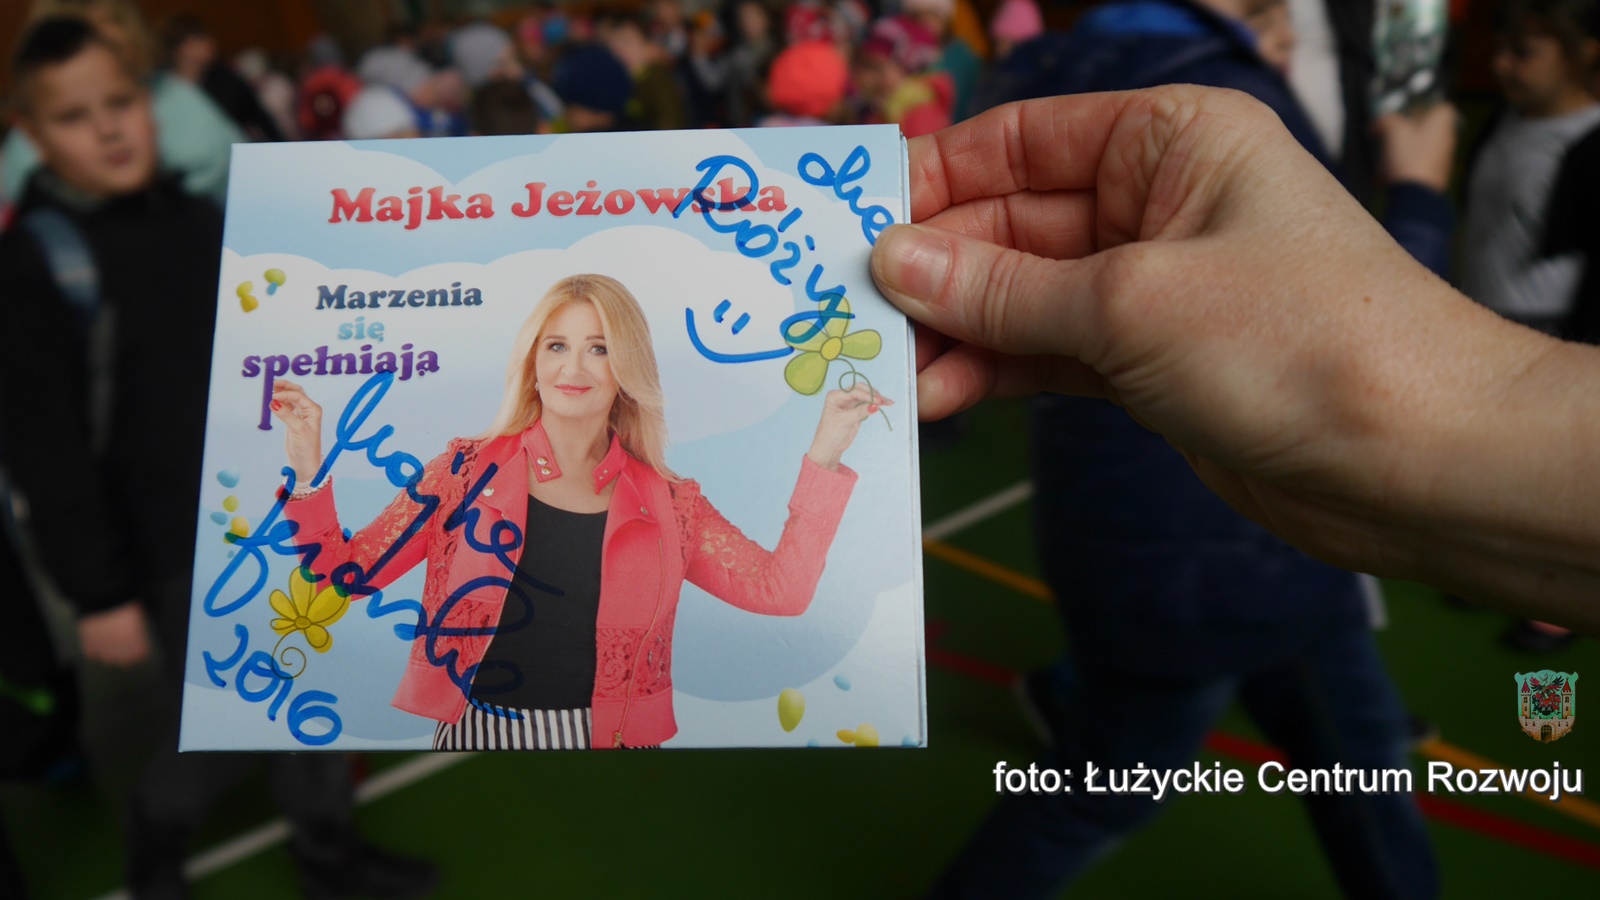 Majka Jeżowska
dla
Róży
Marzenia
się
spełniają
Majka
Jeżowska
2016
foto: Łużyckie Centrum Rozwoju